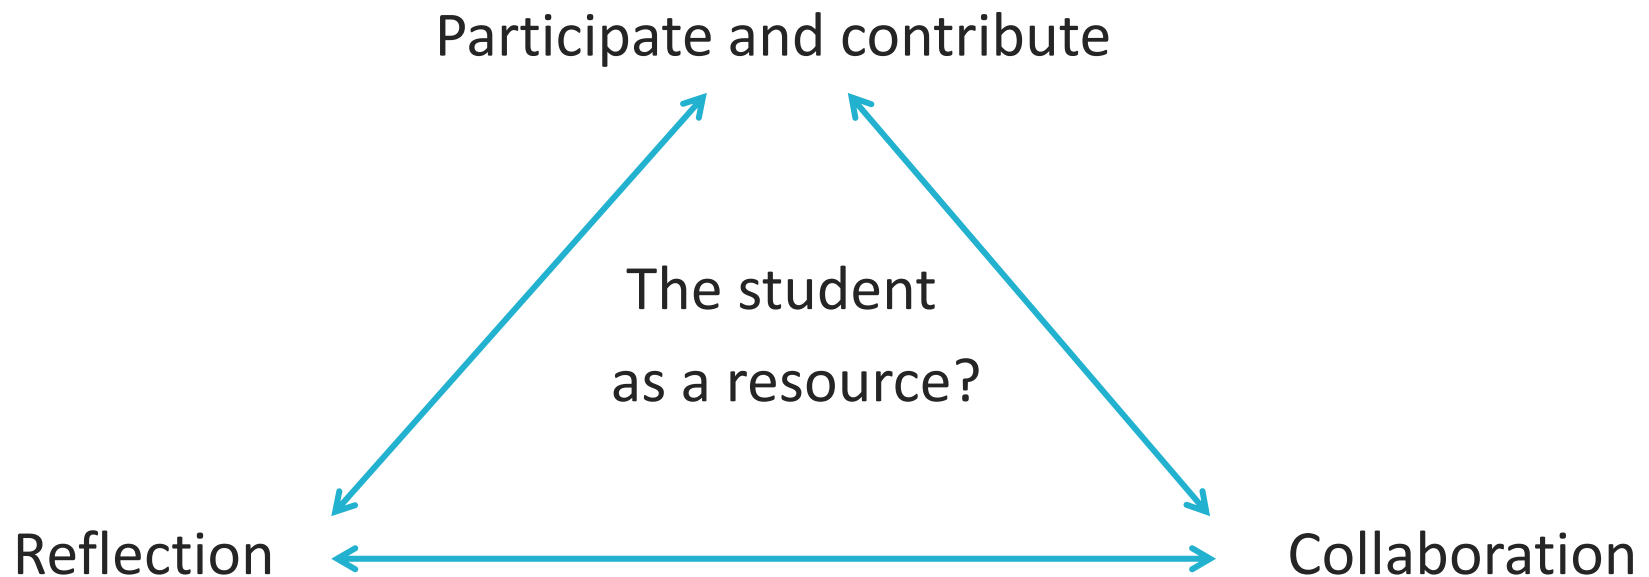 Participate and contribute
The student
as a resource?
Reflection
Collaboration